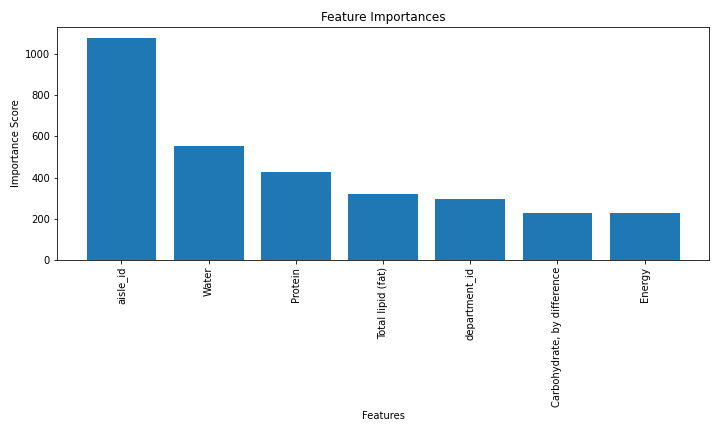 Feature Importances
Importance Score
1000
800
600
400
200
0
aisle_id
Water
Protein
Total lipid (fat)
department_id
Carbohydrate, by difference
Energy
Features